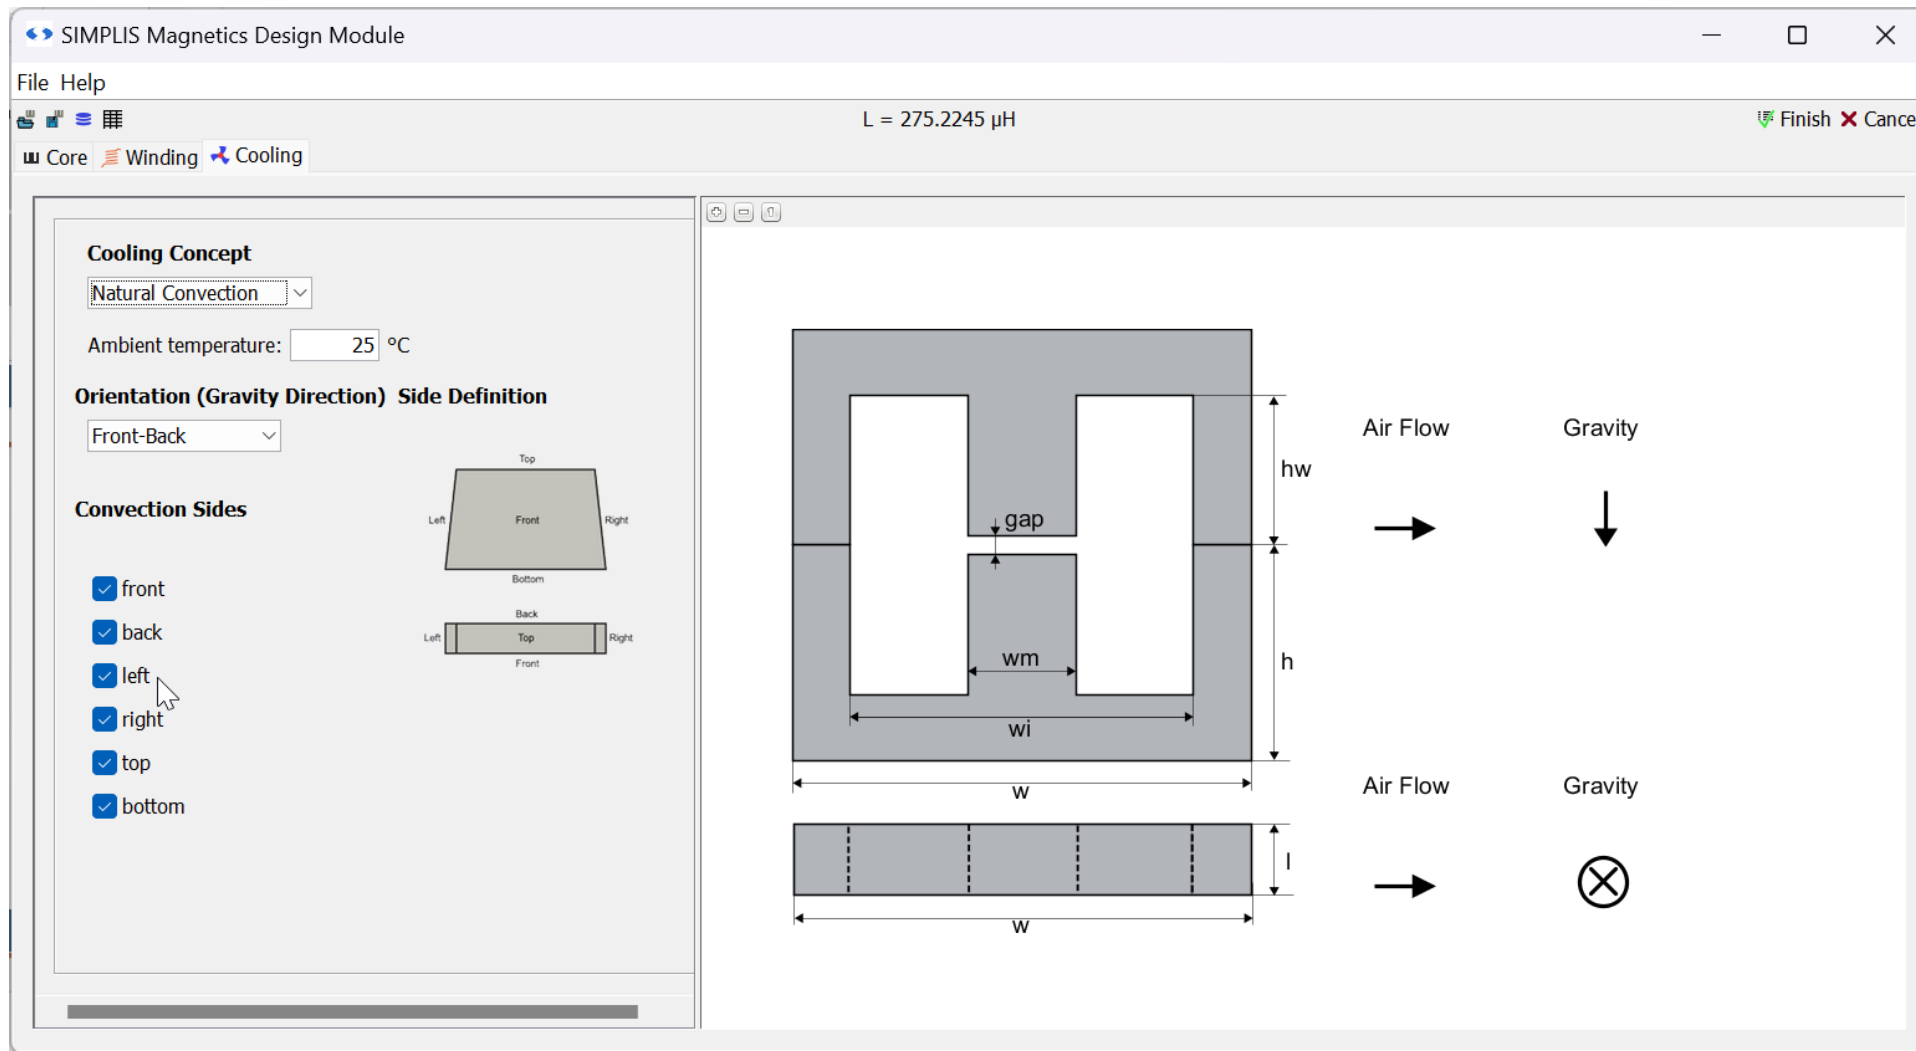 SIMPLIS Magnetics Design Module
File Help
L = 275.2245 µH
Finish Cance
Core Winding Cooling
Cooling Concept
Natural Convection
Ambient temperature: 25 °C
Orientation (Gravity Direction) Side Definition
Front-Back
Top
Left Front Right
Bottom
Back
Left Top Right
Front
Convection Sides
front
back
left
right
top
bottom
hw
gap
wm
h
wi
w
Air Flow Gravity
Air Flow Gravity
l
w